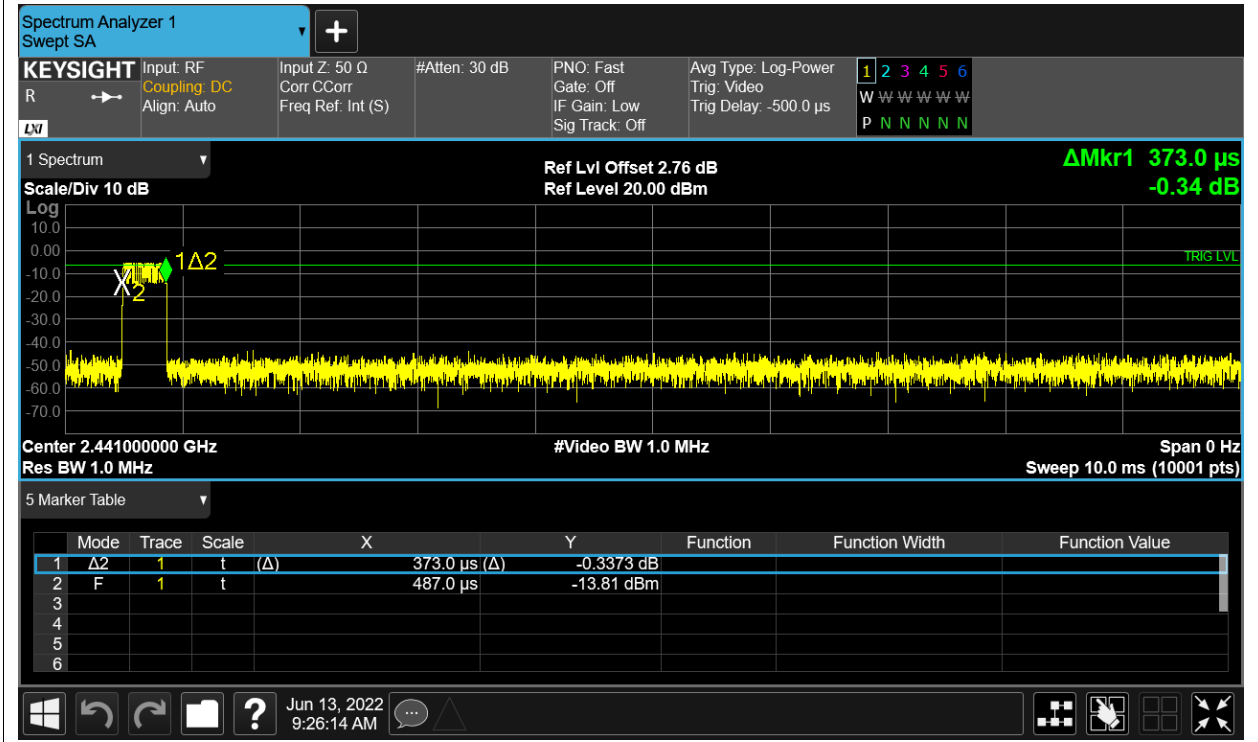 Spectrum Analyzer 1
Swept SA
KEYSIGHT
R
LXI
Input: RF
Coupling: DC
Align: Auto
Input Z: 50 Ω
Corr CCorr
Freq Ref: Int (S)
#Atten: 30 dB
PNO: Fast
Gate: Off
IF Gain: Low
Sig Track: Off
Avg Type: Log-Power
Trig: Video
Trig Delay: -500.0 µs
1 2 3 4 5 6
W W W W W W
P N N N N N
1 Spectrum
Scale/Div 10 dB
Ref Lvl Offset 2.76 dB
Ref Level 20.00 dBm
ΔMkr1 373.0 µs
-0.34 dB
Log
10.0
0.00
-10.0
-20.0
-30.0
-40.0
-50.0
-60.0
-70.0
X2
1Δ2
TRIG LVL
Center 2.441000000 GHz
#Video BW 1.0 MHz
Span 0 Hz
Res BW 1.0 MHz
Sweep 10.0 ms (10001 pts)
5 Marker Table
Mode Trace Scale X Y Function Function Width Function Value
1 Δ2 1 t (Δ) 373.0 µs (Δ) -0.3373 dB
2 F 1 t 487.0 µs -13.81 dBm
3
4
5
6
?
Jun 13, 2022
9:26:14 AM